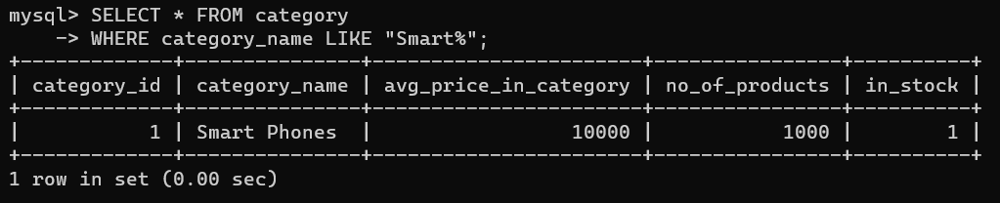 mysql> SELECT * FROM category
    -> WHERE category_name LIKE "Smart%";
+-------------+---------------+-----------------------+----------------+----------+
| category_id | category_name | avg_price_in_category | no_of_products | in_stock |
+-------------+---------------+-----------------------+----------------+----------+
|           1 | Smart Phones  |                 10000 |           1000 |        1 |
+-------------+---------------+-----------------------+----------------+----------+
1 row in set (0.00 sec)